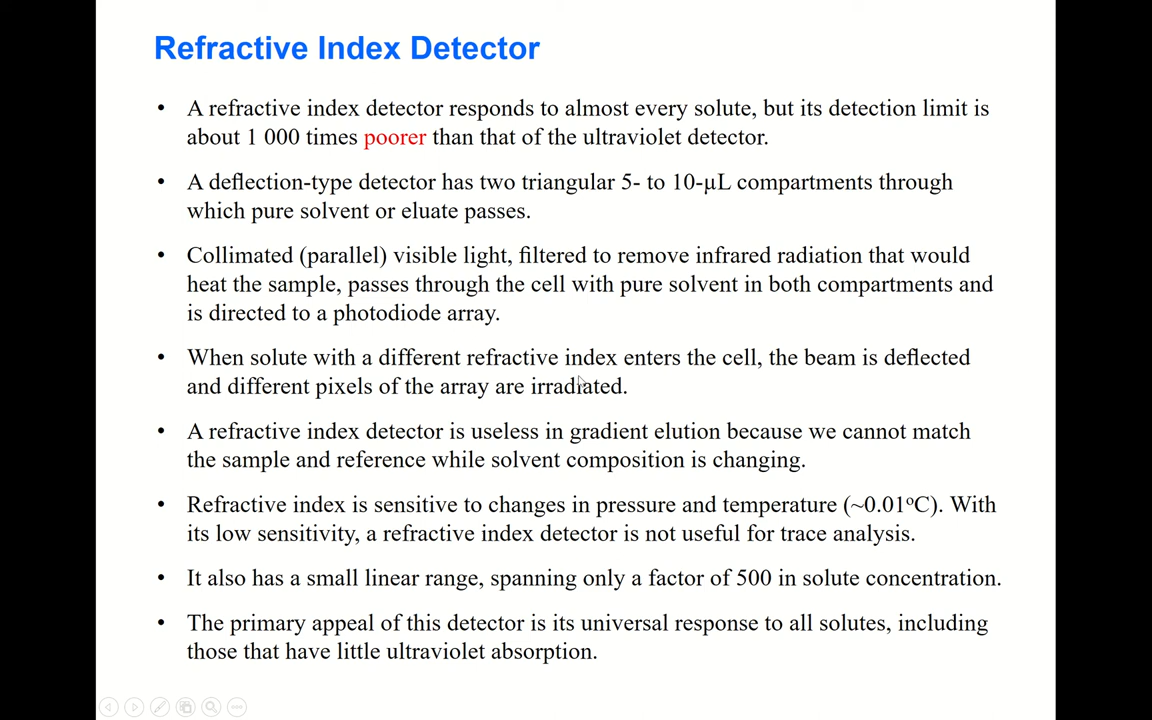 Refractive Index Detector
• A refractive index detector responds to almost every solute, but its detection limit is
about 1 000 times poorer than that of the ultraviolet detector.
• A deflection-type detector has two triangular 5- to 10-µL compartments through
which pure solvent or eluate passes.
• Collimated (parallel) visible light, filtered to remove infrared radiation that would
heat the sample, passes through the cell with pure solvent in both compartments and
is directed to a photodiode array.
• When solute with a different refractive index enters the cell, the beam is deflected
and different pixels of the array are irradiated.
• A refractive index detector is useless in gradient elution because we cannot match
the sample and reference while solvent composition is changing.
• Refractive index is sensitive to changes in pressure and temperature (~0.01ᵒC). With
its low sensitivity, a refractive index detector is not useful for trace analysis.
• It also has a small linear range, spanning only a factor of 500 in solute concentration.
• The primary appeal of this detector is its universal response to all solutes, including
those that have little ultraviolet absorption.